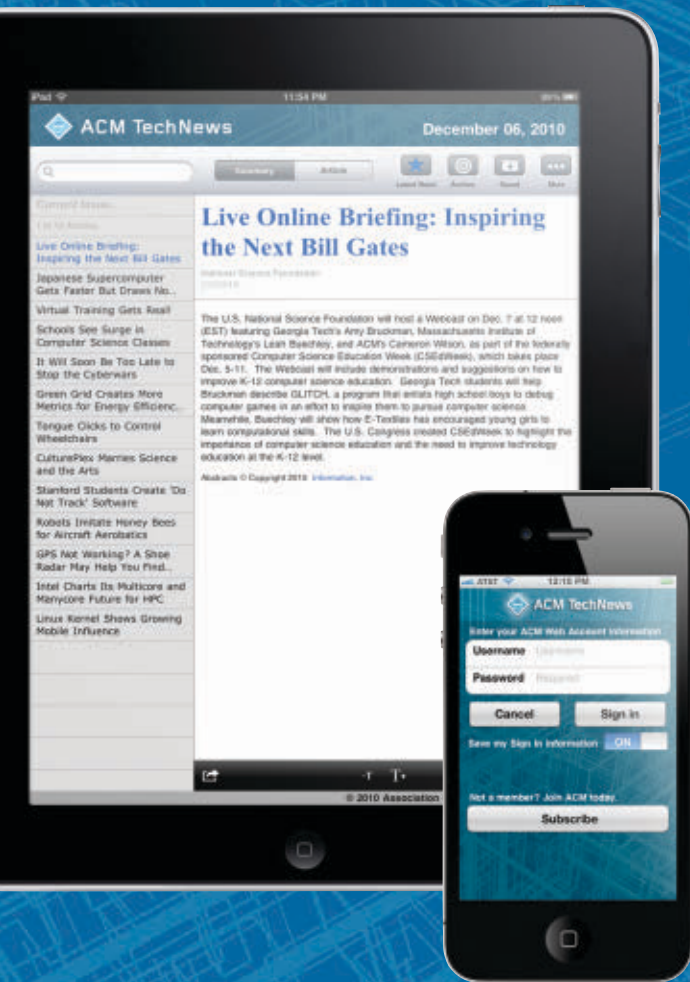 iPad
11:54 PM
ACM TechNews
December 06, 2010
Summary
Article
Latest News
Archive
Saved
More
Current Issue...
Live Online Briefing:
Inspiring the Next Bill Gates
Japanese Supercomputer
Gets Faster But Draws No...
Virtual Training Gets Real!
Schools See Surge in
Computer Science Classes
It Will Soon Be Too Late to
Stop the Cyberwars
Green Grid Creates More
Metrics for Energy Efficienc...
Tongue Clicks to Control
Wheelchairs
CulturePlex Marries Science
and the Arts
Stanford Students Create 'Do
Not Track' Software
Robots Imitate Honey Bees
for Aircraft Aerobatics
GPS Not Working? A Shoe
Radar May Help You Find...
Intel Charts Its Multicore and
Manycore Future for HPC
Linux Kernel Shows Growing
Mobile Influence
Live Online Briefing: Inspiring
the Next Bill Gates
National Science Foundation
The U.S. National Science Foundation will host a Webcast on Dec. 7 at 12 noon
(EST) featuring Georgia Tech's Amy Bruckman, Massachusetts Institute of
Technology's Leah Buechley, and ACM's Cameron Wilson, as part of the federally
sponsored Computer Science Education Week (CSEdWeek), which takes place
Dec. 5-11. The Webcast will include demonstrations and suggestions on how to
improve K-12 computer science education. Georgia Tech students will help
Bruckman describe GLITCH, a program that enlists high school boys to debug
computer games in an effort to inspire them to pursue computer science.
Meanwhile, Buechley will show how E-Textiles has encouraged young girls to
learn computational skills. The U.S. Congress created CSEdWeek to highlight the
importance of computer science education and the need to improve technology
education at the K-12 level.
Abstracts © Copyright 2010 Information, Inc.
-T T+
© 2010 Association
AT&T
12:15 PM
ACM TechNews
Enter your ACM Web Account information
Username Username
Password Required
Cancel
Sign in
Save my Sign In information ON
Not a member? Join ACM today.
Subscribe